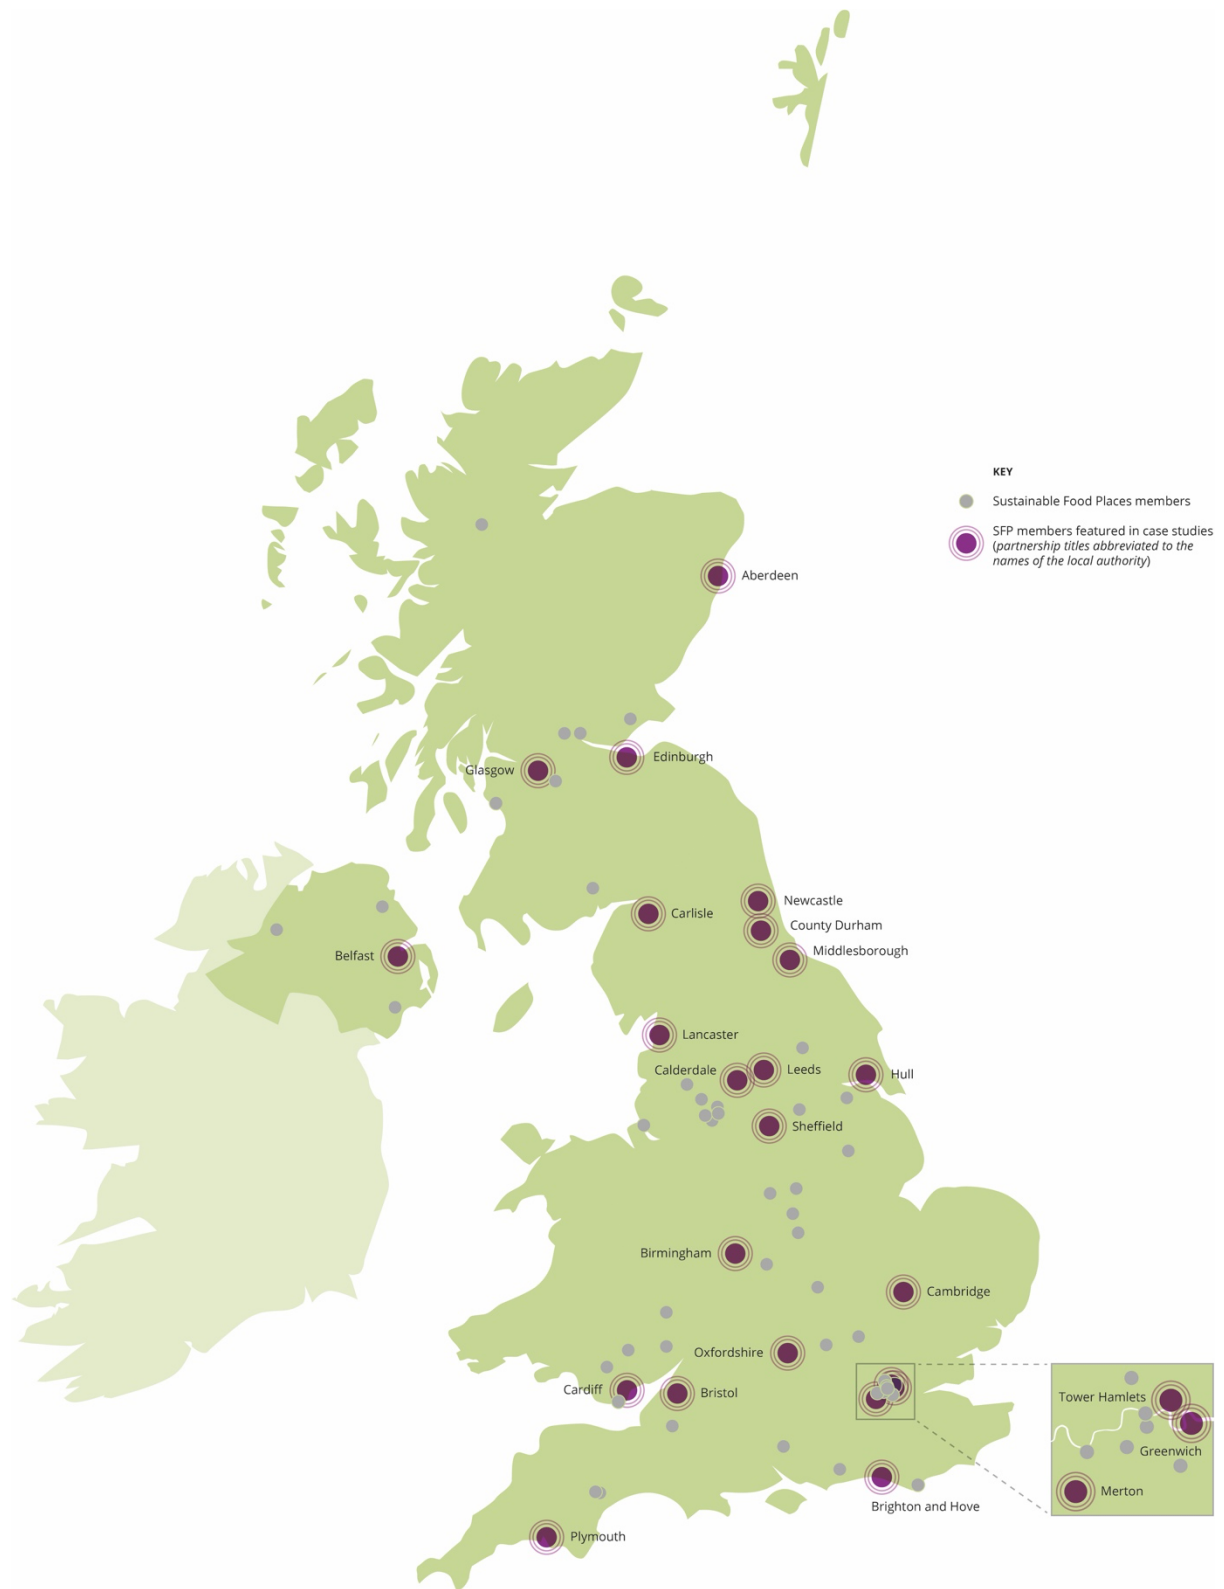 KEY
Sustainable Food Places members
SFP members featured in case studies
(partnership titles abbreviated to the
names of the local authority)
Aberdeen
Edinburgh
Glasgow
Newcastle
Carlisle
County Durham
Middlesborough
Belfast
Lancaster
Calderdale
Leeds
Hull
Sheffield
Birmingham
Cambridge
Oxfordshire
Cardiff
Bristol
Tower Hamlets
Greenwich
Merton
Brighton and Hove
Plymouth